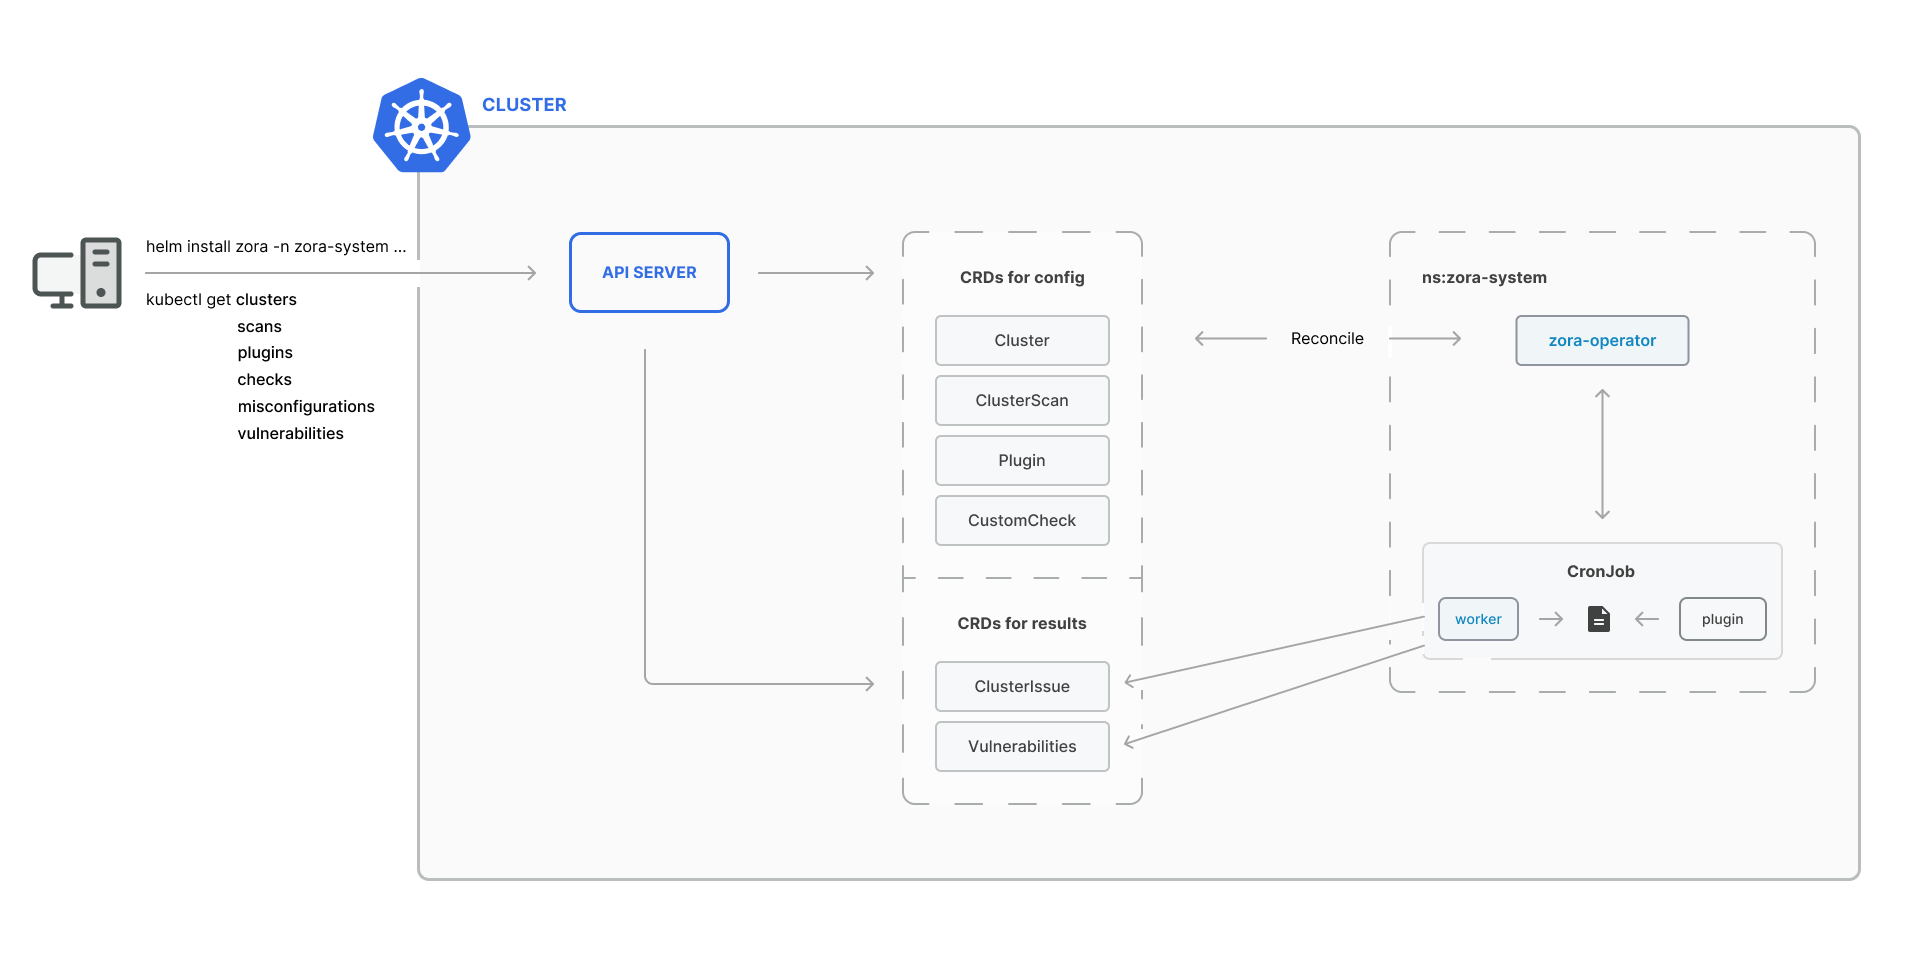 CLUSTER
helm install zora -n zora-system ...
kubectl get clusters
scans
plugins
checks
misconfigurations
vulnerabilities
API SERVER
CRDs for config
Cluster
ClusterScan
Plugin
CustomCheck
CRDs for results
ClusterIssue
Vulnerabilities
Reconcile
ns:zora-system
zora-operator
CronJob
worker
plugin